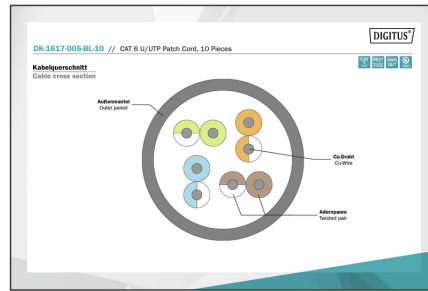 DIGITUS®
DK-1617-005-BL-10 // CAT 6 U/UTP Patch Cord, 10 Pieces
Kabelquerschnitt
Cable cross section
CAT
Außenmantel
Outer jacket
Cu-Draht
Cu-Wire
Adernpaare
Twisted pair